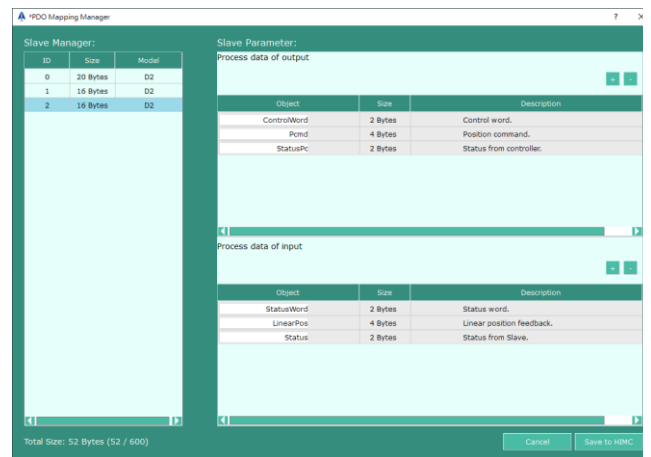 *PDO Mapping Manager ? ×
Slave Manager:
ID Size Model
0 20 Bytes D2
1 16 Bytes D2
2 16 Bytes D2
Slave Parameter:
Process data of output
+ -
Object Size Description
ControlWord 2 Bytes Control word.
Pcmd 4 Bytes Position command.
StatusPc 2 Bytes Status from controller.
Process data of input
+ -
Object Size Description
StatusWord 2 Bytes Status word.
LinearPos 4 Bytes Linear position feedback.
Status 2 Bytes Status from Slave.
Total Size: 52 Bytes (52 / 600)
Cancel Save to HIMC